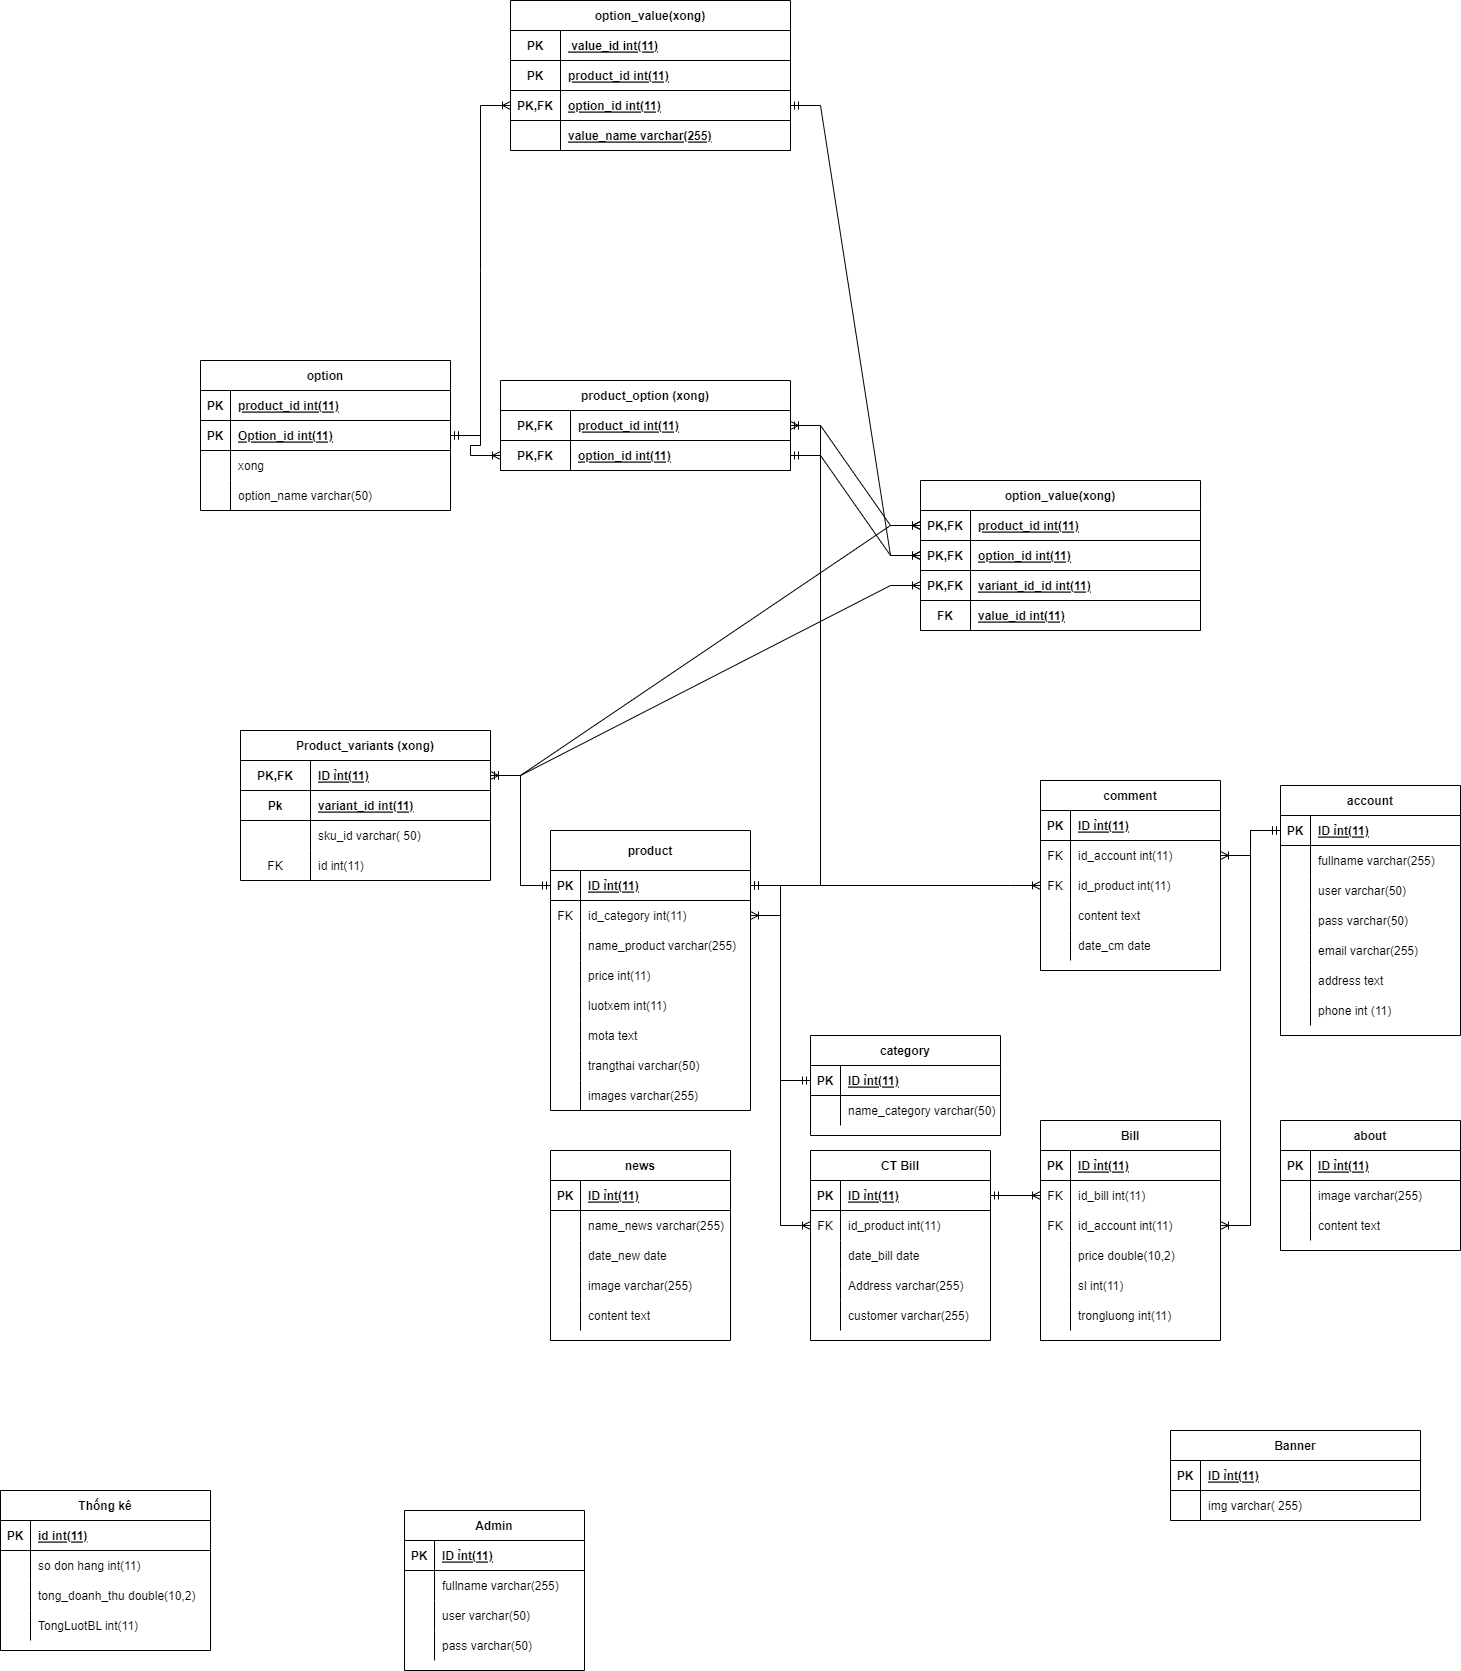 option_value(xong)
PK value_id int(11)
PK product_id int(11)
PK,FK option_id int(11)
value_name varchar(255)
option
PK product_id int(11)
PK Option_id int(11)
xong
option_name varchar(50)
product_option (xong)
PK,FK product_id int(11)
PK,FK option_id int(11)
option_value(xong)
PK,FK product_id int(11)
PK,FK option_id int(11)
PK,FK variant_id_id int(11)
FK value_id int(11)
Product_variants (xong)
PK,FK ID ỉnt(11)
Pk variant_id int(11)
sku_id varchar( 50)
FK id int(11)
product
PK ID ỉnt(11)
FK id_category int(11)
name_product varchar(255)
price int(11)
luotxem int(11)
mota text
trangthai varchar(50)
images varchar(255)
comment
PK ID ỉnt(11)
FK id_account int(11)
FK id_product int(11)
content text
date_cm date
account
PK ID ỉnt(11)
fullname varchar(255)
user varchar(50)
pass varchar(50)
email varchar(255)
address text
phone int (11)
category
PK ID ỉnt(11)
name_category varchar(50)
news
PK ID ỉnt(11)
name_news varchar(255)
date_new date
image varchar(255)
content text
CT Bill
PK ID ỉnt(11)
FK id_product int(11)
date_bill date
Address varchar(255)
customer varchar(255)
Bill
PK ID ỉnt(11)
FK id_bill int(11)
FK id_account int(11)
price double(10,2)
sl int(11)
trongluong int(11)
about
PK ID ỉnt(11)
image varchar(255)
content text
Banner
PK ID ỉnt(11)
img varchar( 255)
Thống kê
PK id int(11)
so don hang int(11)
tong_doanh_thu double(10,2)
TongLuotBL int(11)
Admin
PK ID ỉnt(11)
fullname varchar(255)
user varchar(50)
pass varchar(50)